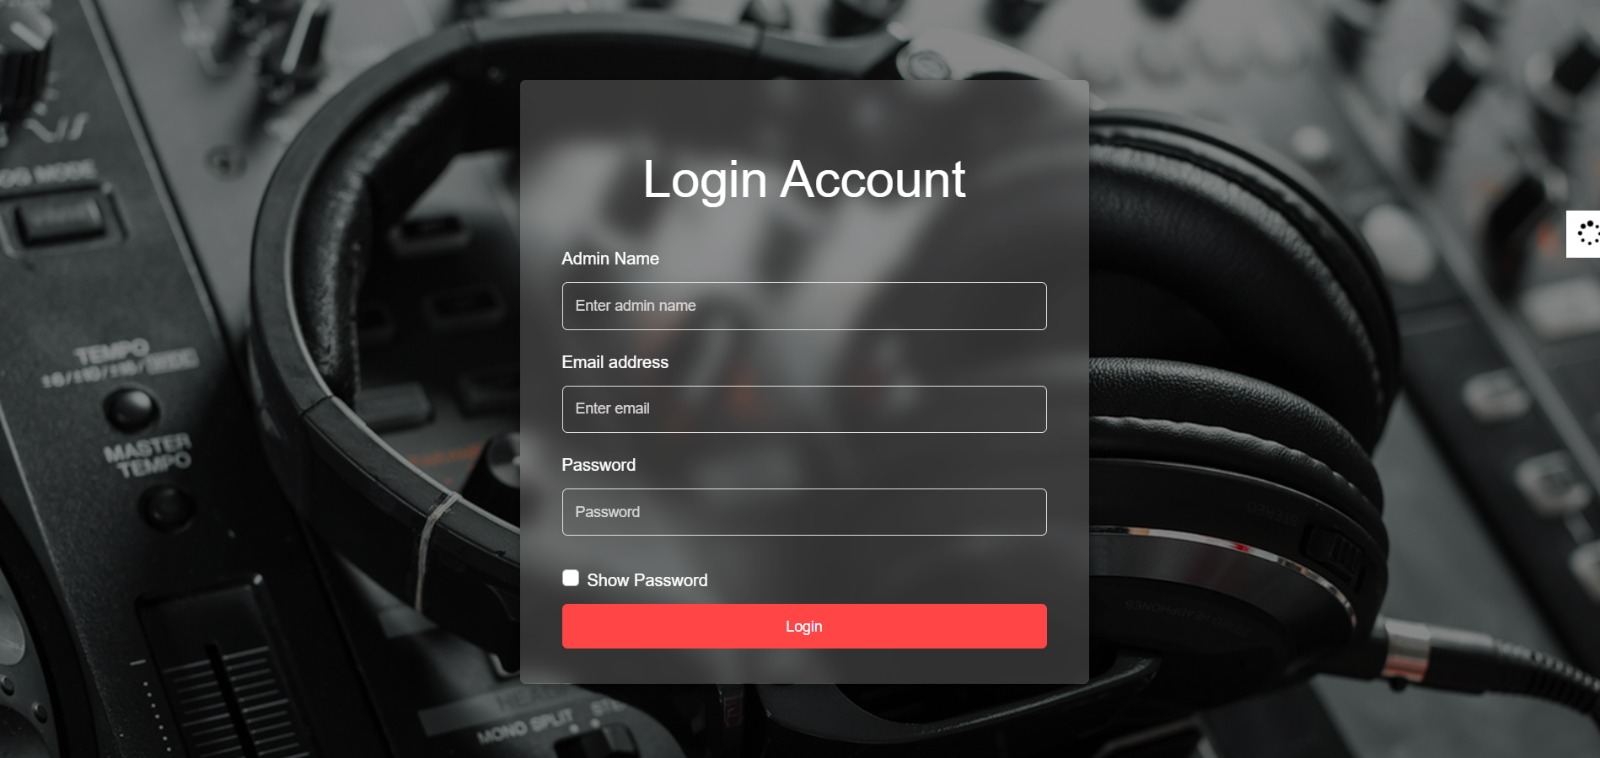 Login Account
Admin Name
Enter admin name
Email address
Enter email
Password
Password
Show Password
Login
TEMPO
MASTER
TEMPO
MONO SPLIT